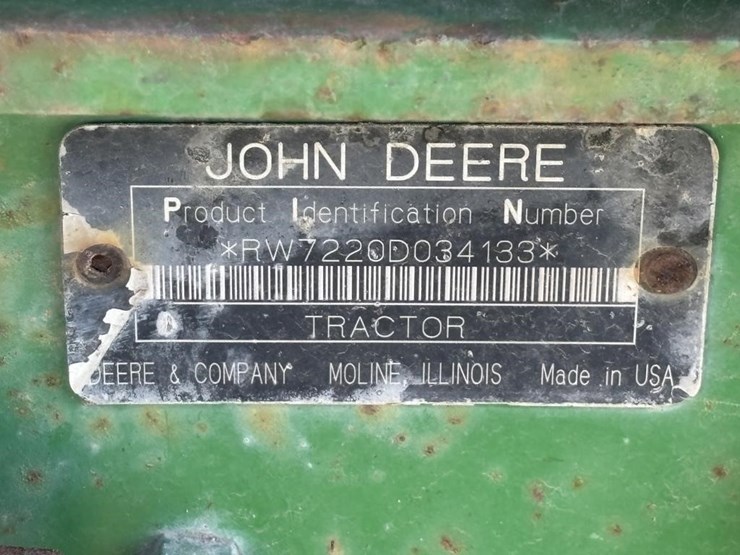 JOHN DEERE
Product Identification Number
*RW7220D034133*
TRACTOR
DEERE & COMPANY MOLINE, ILLINOIS Made in USA